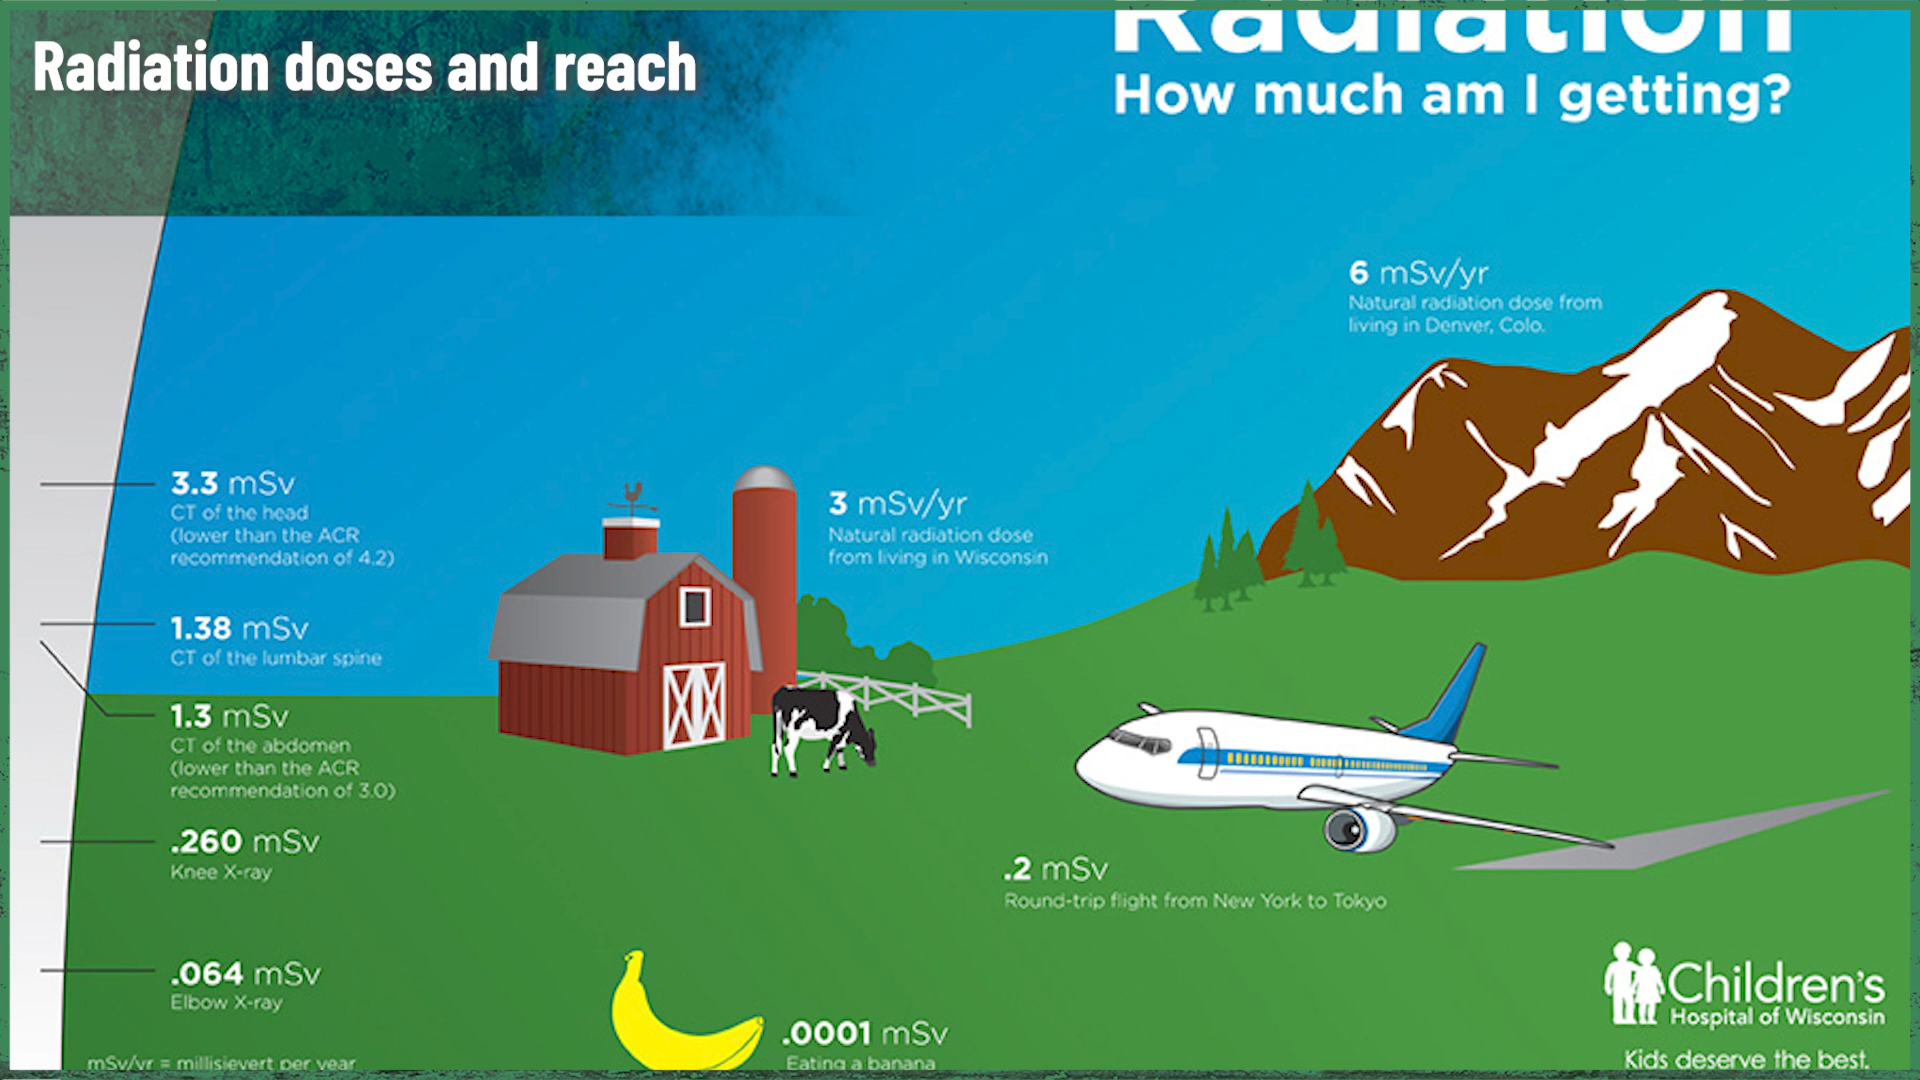 Radiation doses and reach
Radiation
How much am I getting?
6 mSv/yr
Natural radiation dose from
living in Denver, Colo.
3.3 mSv
CT of the head
(lower than the ACR
recommendation of 4.2)
3 mSv/yr
Natural radiation dose
from living in Wisconsin
1.38 mSv
CT of the lumbar spine
1.3 mSv
CT of the abdomen
(lower than the ACR
recommendation of 3.0)
.260 mSv
Knee X-ray
.2 mSv
Round-trip flight from New York to Tokyo
.064 mSv
Elbow X-ray
.0001 mSv
Eating a banana
mSv/yr = millisievert per year
Children's
Hospital of Wisconsin
Kids deserve the best.